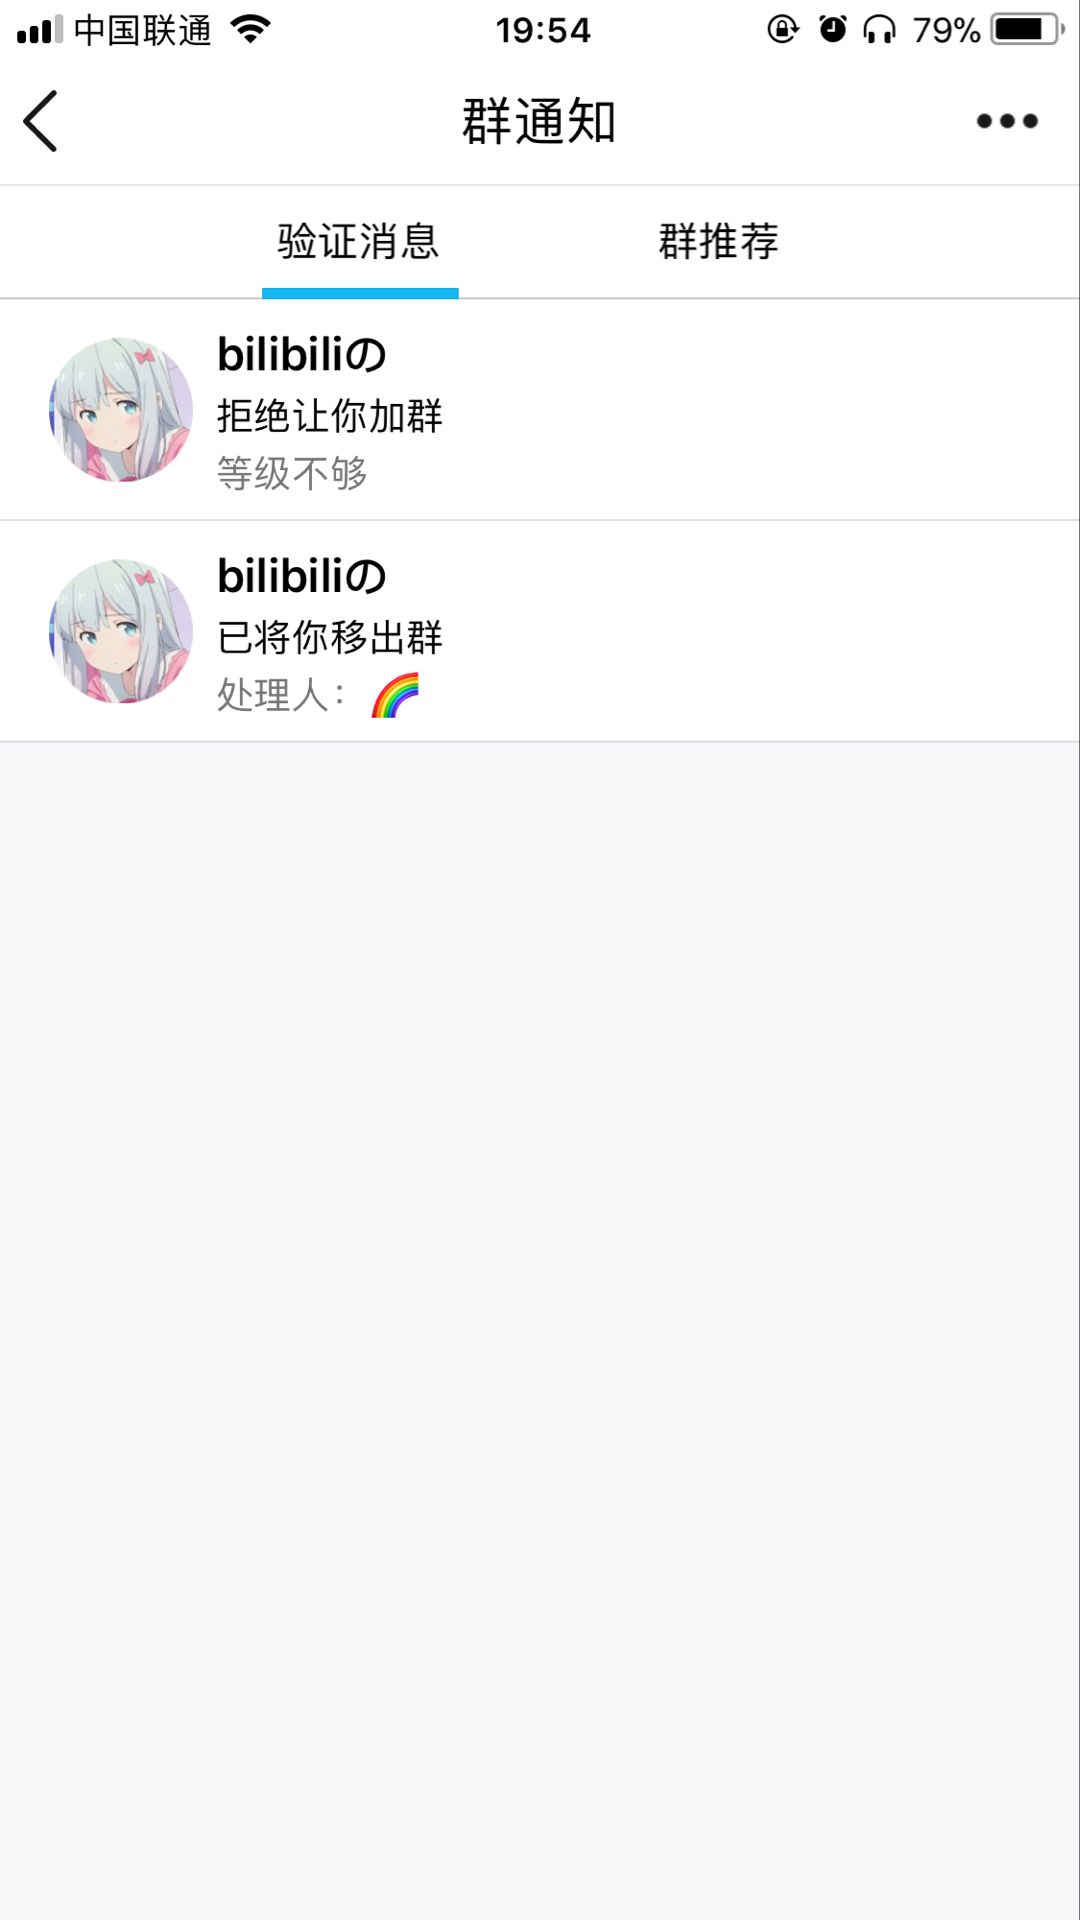 中国联通
19:54
79%
群通知
验证消息
群推荐
bilibiliの
拒绝让你加群
等级不够
bilibiliの
已将你移出群
处理人：🌈